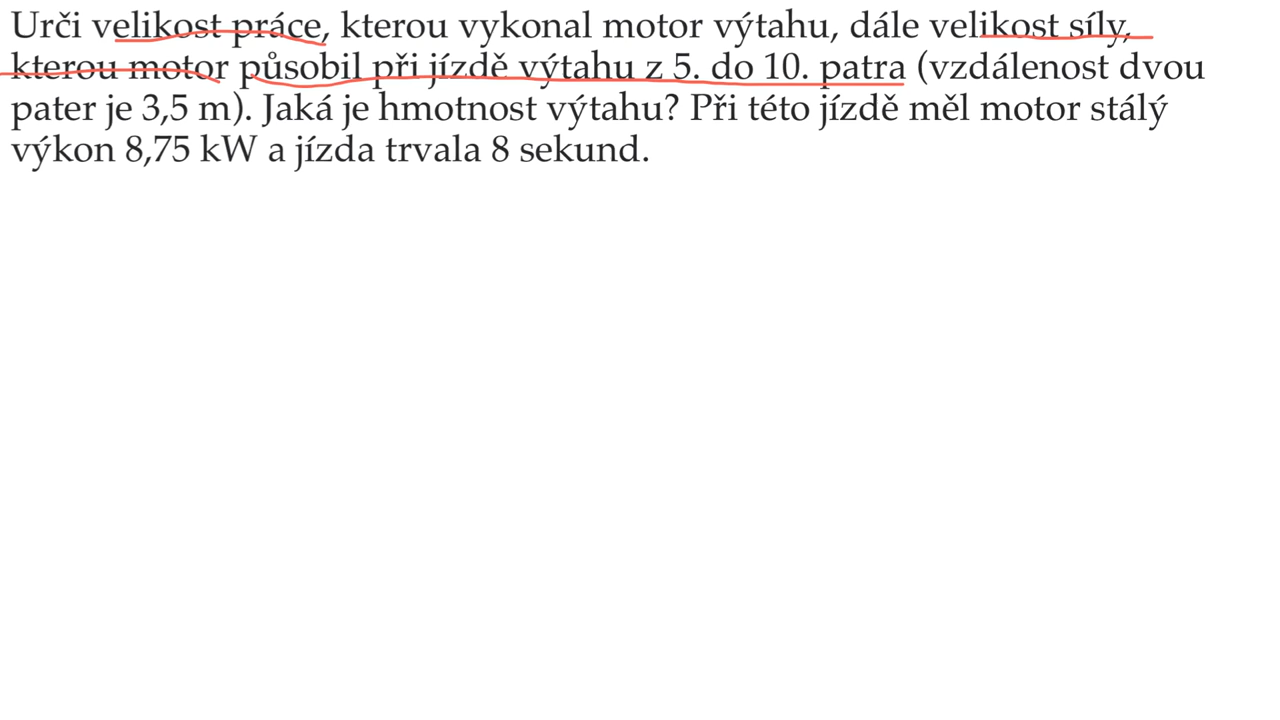 Urči velikost práce, kterou vykonal motor výtahu, dále velikost síly,
kterou motor působil při jízdě výtahu z 5. do 10. patra (vzdálenost dvou
pater je 3,5 m). Jaká je hmotnost výtahu? Při této jízdě měl motor stálý
výkon 8,75 kW a jízda trvala 8 sekund.